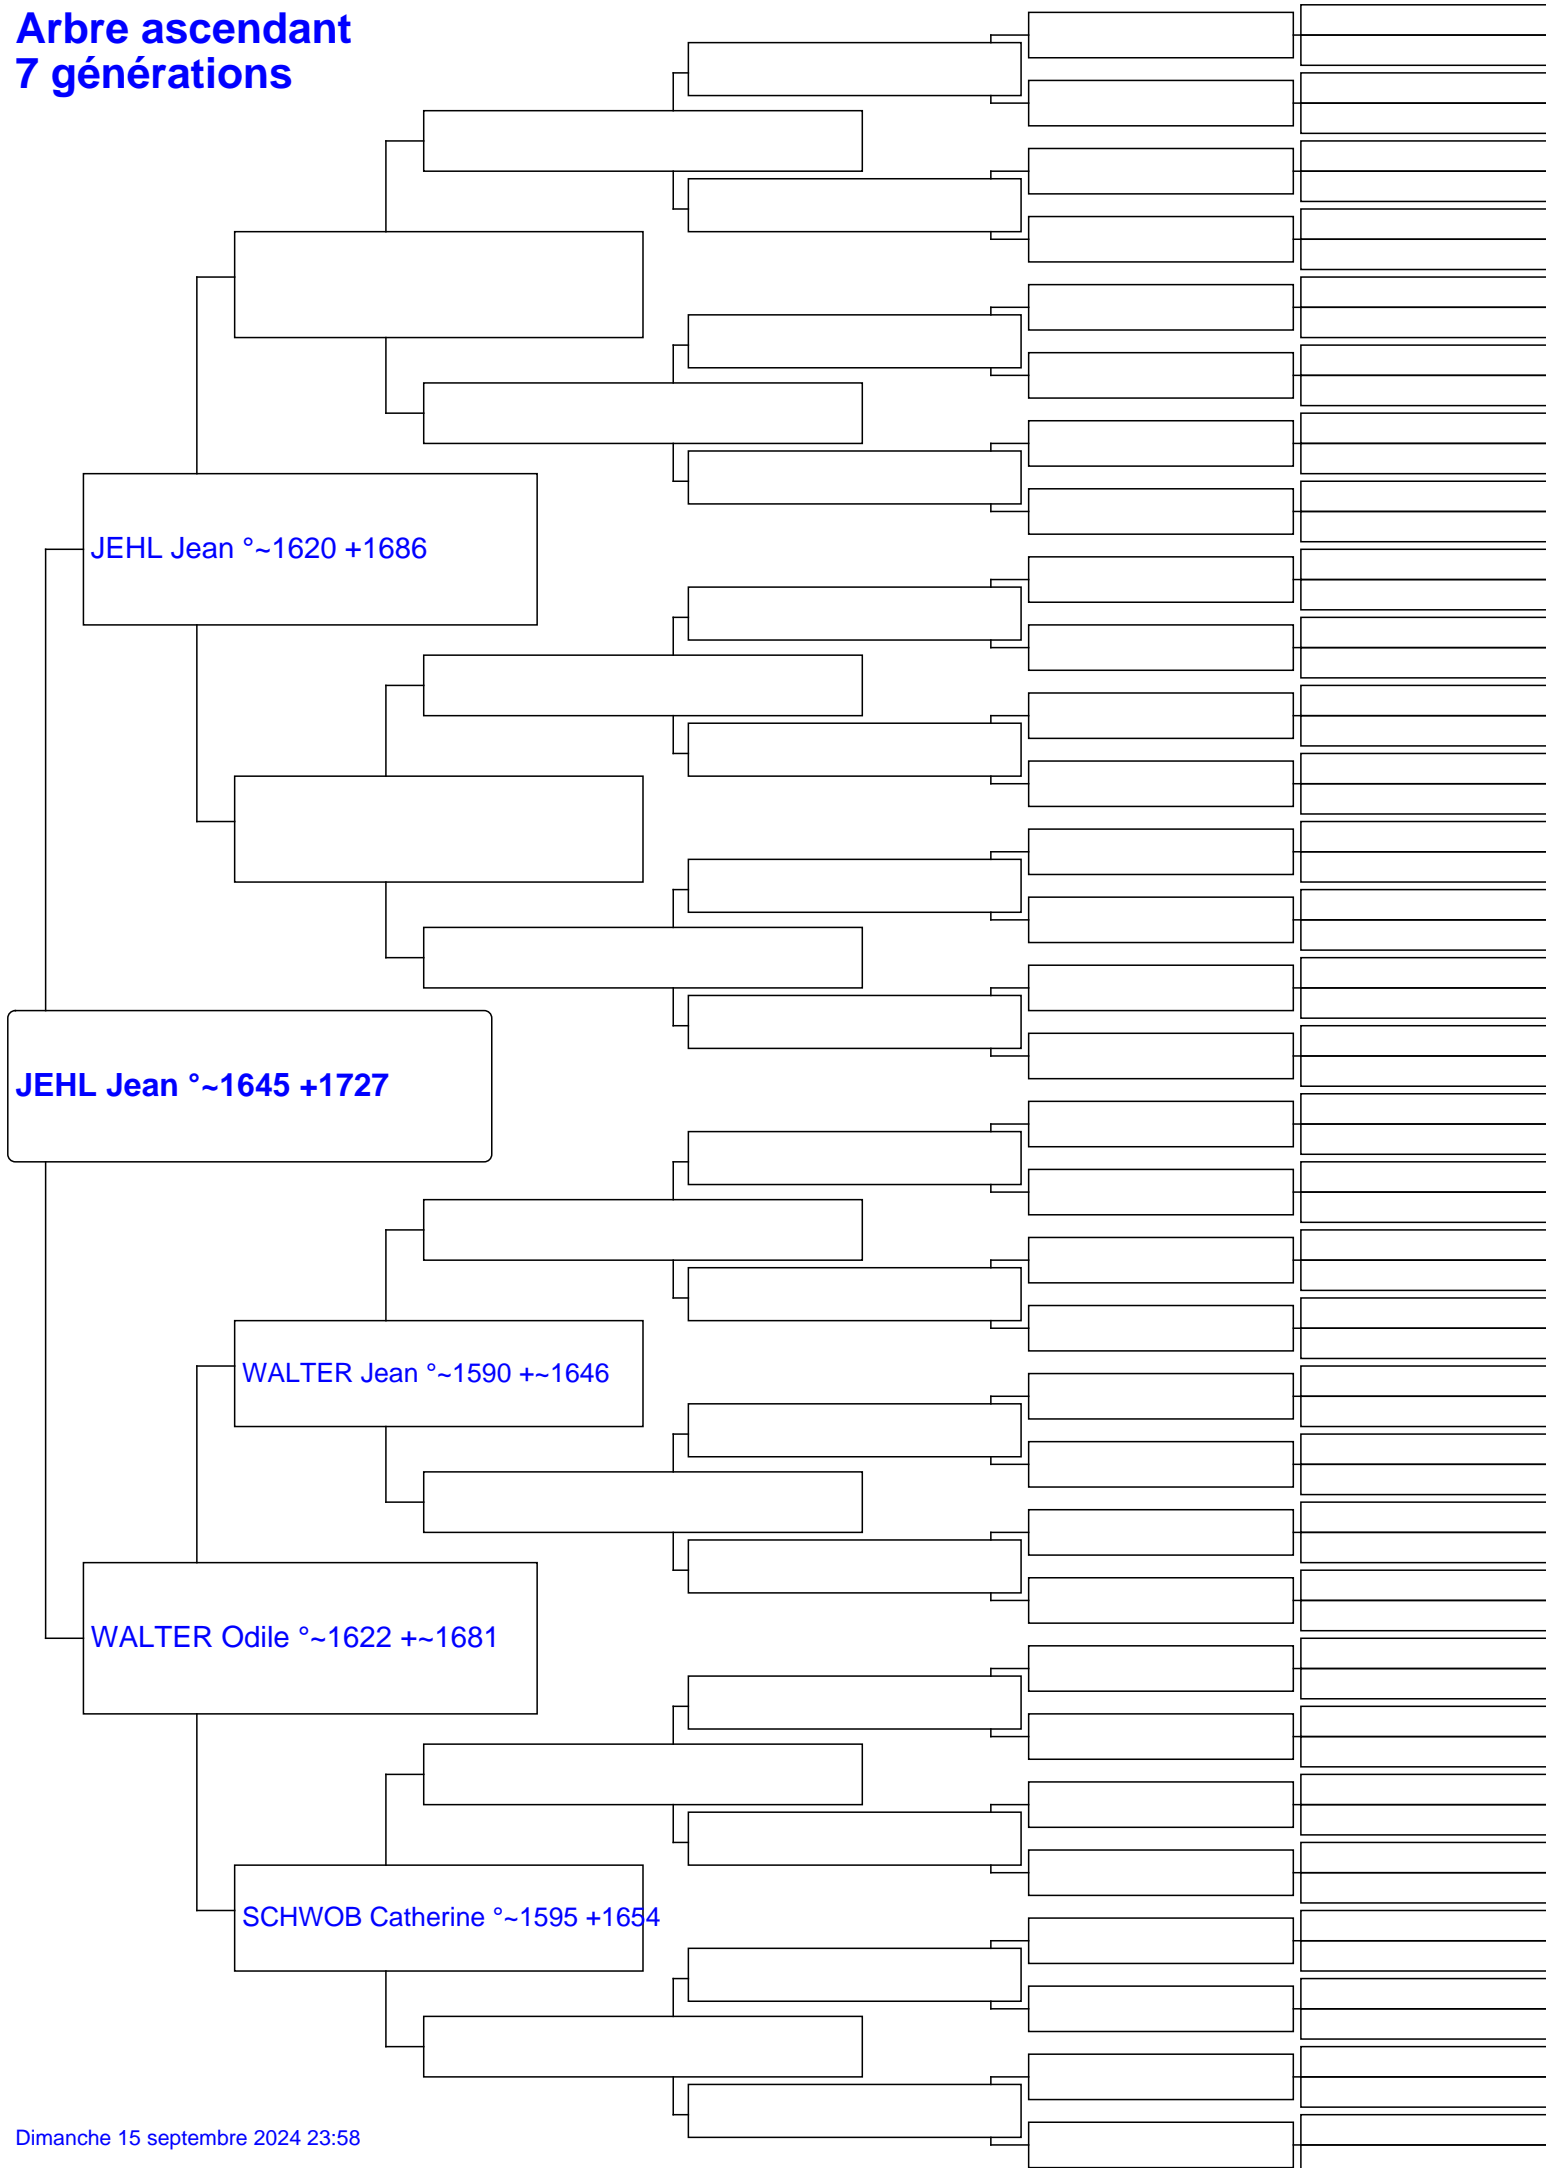 Arbre ascendant
7 générations
JEHL Jean °~1620 +1686
JEHL Jean °~1645 +1727
WALTER Jean °~1590 +~1646
WALTER Odile °~1622 +~1681
SCHWOB Catherine °~1595 +1654
Dimanche 15 septembre 2024 23:58